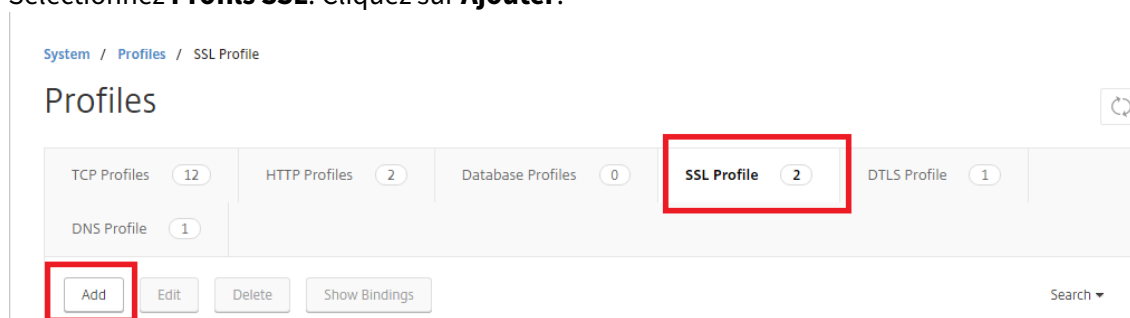 Sélectionnez Profils SSL. Cliquez sur Ajouter.
System / Profiles / SSL Profile
Profiles
TCP Profiles 12 HTTP Profiles 2 Database Profiles 0 SSL Profile 2 DTLS Profile 1
DNS Profile 1
Add Edit Delete Show Bindings Search